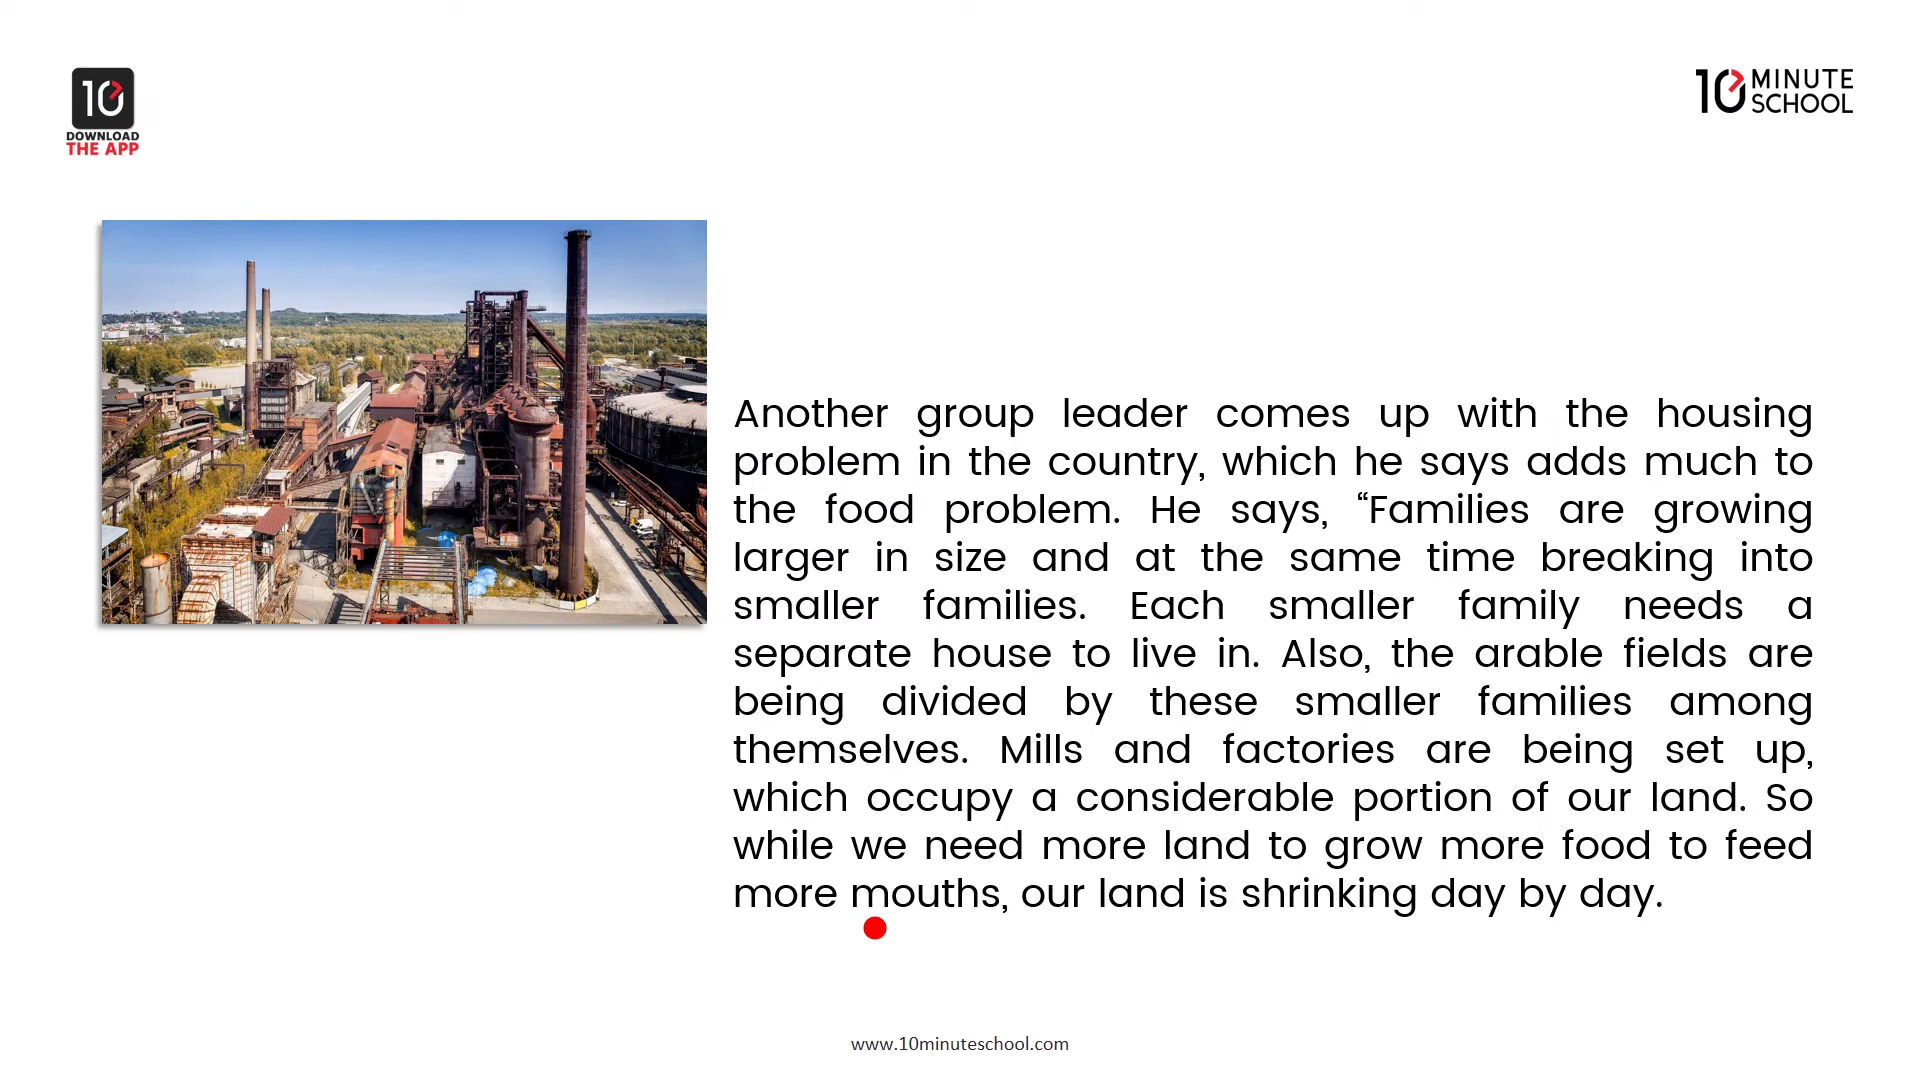 10
DOWNLOAD
THE APP
10 MINUTE
SCHOOL
Another group leader comes up with the housing
problem in the country, which he says adds much to
the food problem. He says, “Families are growing
larger in size and at the same time breaking into
smaller families. Each smaller family needs a
separate house to live in. Also, the arable fields are
being divided by these smaller families among
themselves. Mills and factories are being set up,
which occupy a considerable portion of our land. So
while we need more land to grow more food to feed
more mouths, our land is shrinking day by day.
www.10minuteschool.com